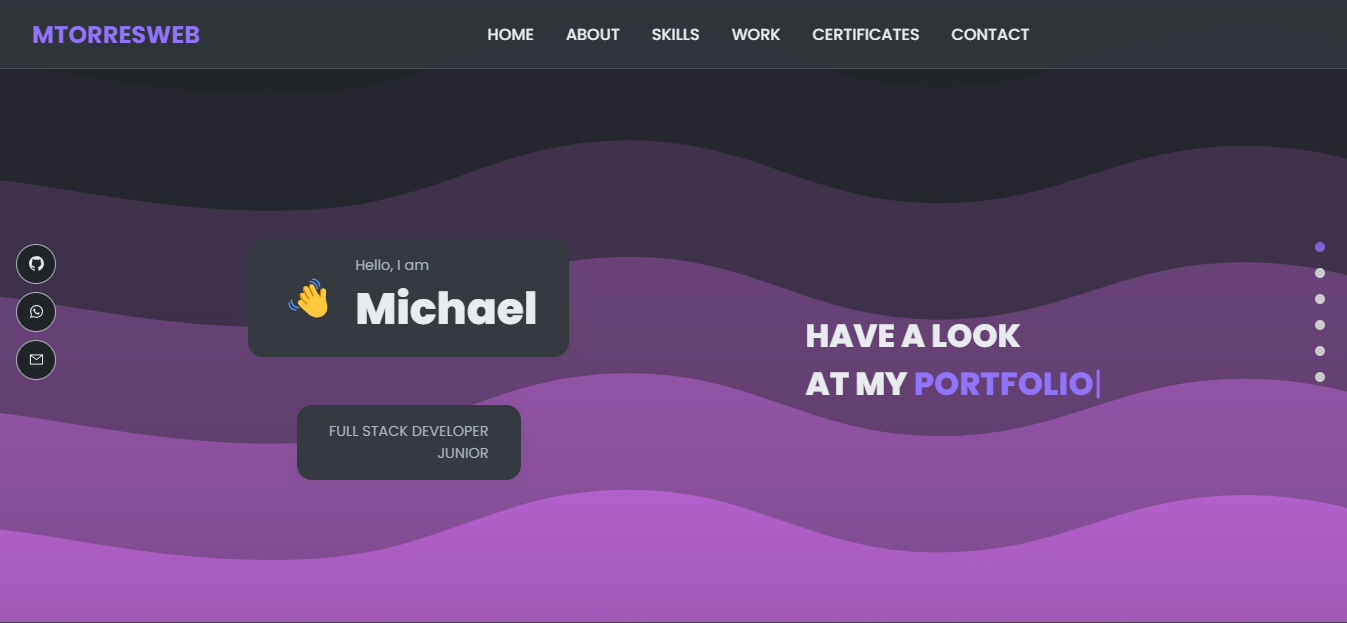 MTORRESWEB
HOME ABOUT SKILLS WORK CERTIFICATES CONTACT
Hello, I am
Michael
FULL STACK DEVELOPER
JUNIOR
HAVE A LOOK
AT MY PORTFOLIO|